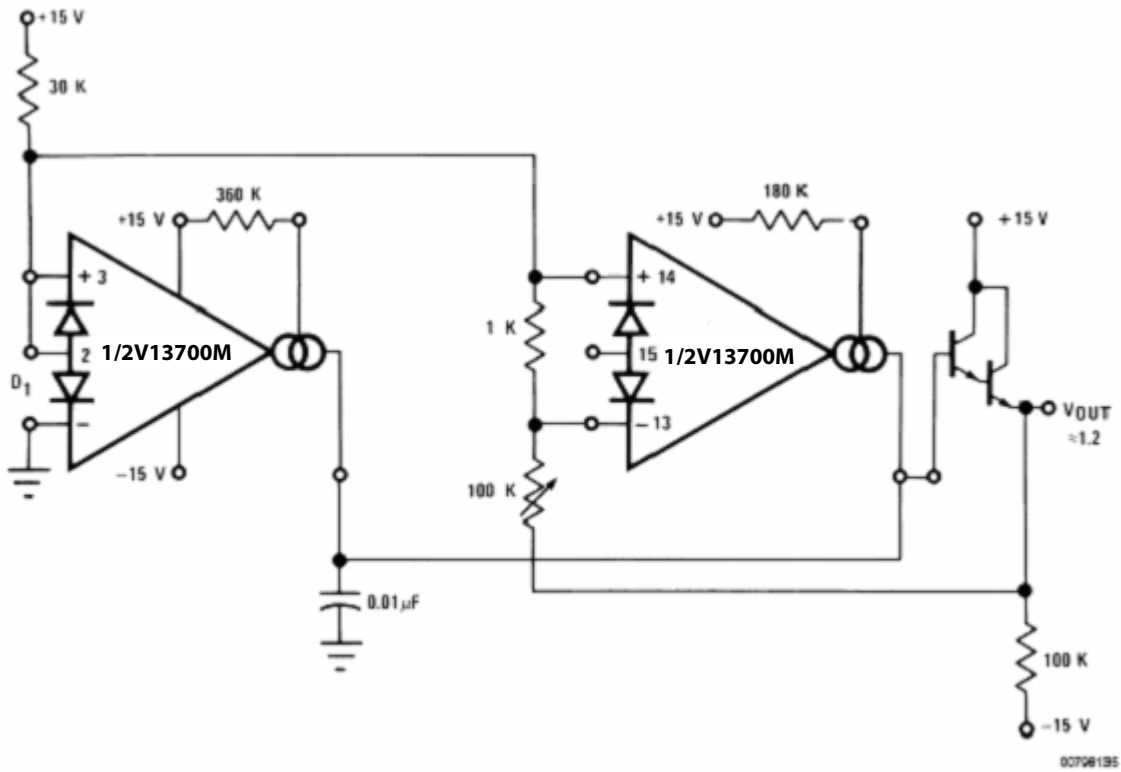 +15 V
30 K
360 K
+15 V
180 K
+15 V
+15 V
+ 3
+ 14
1/2V13700M
2
1 K
15
1/2V13700M
D1
-
- 13
VOUT
≈1.2
-15 V
100 K
0.01μF
100 K
-15 V